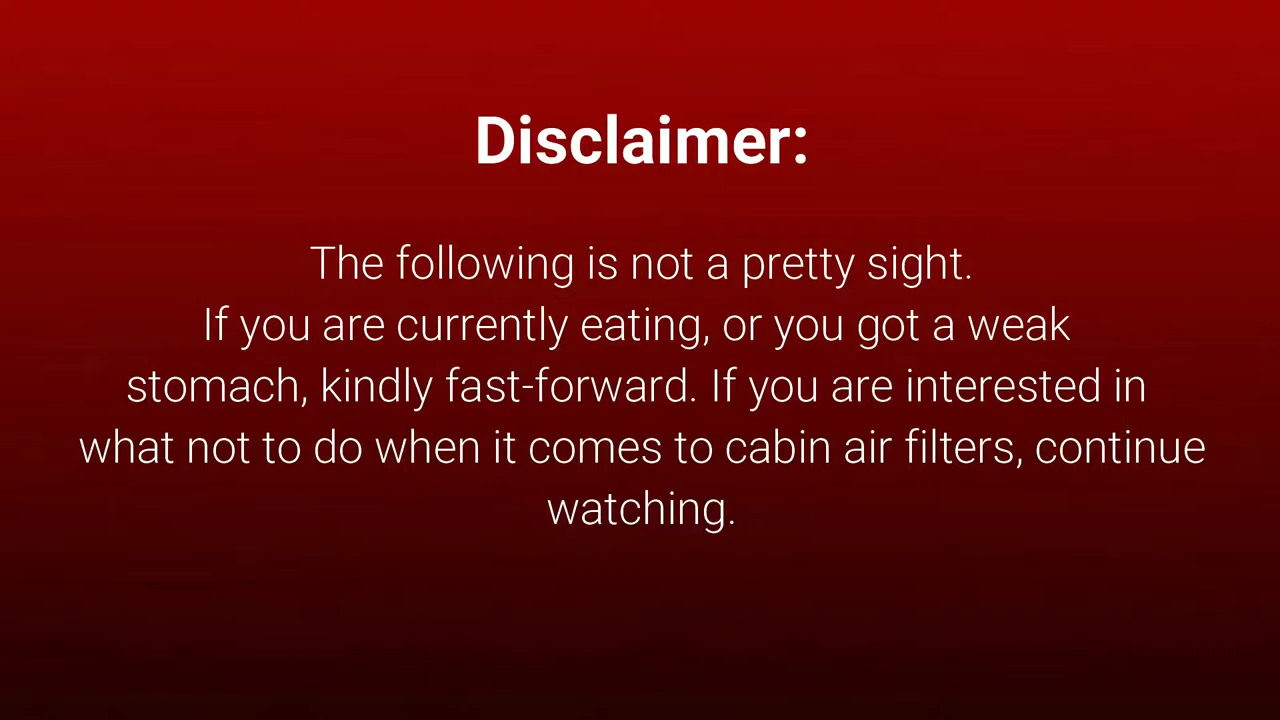 Disclaimer:
The following is not a pretty sight.
If you are currently eating, or you got a weak
stomach, kindly fast-forward. If you are interested in
what not to do when it comes to cabin air filters, continue
watching.